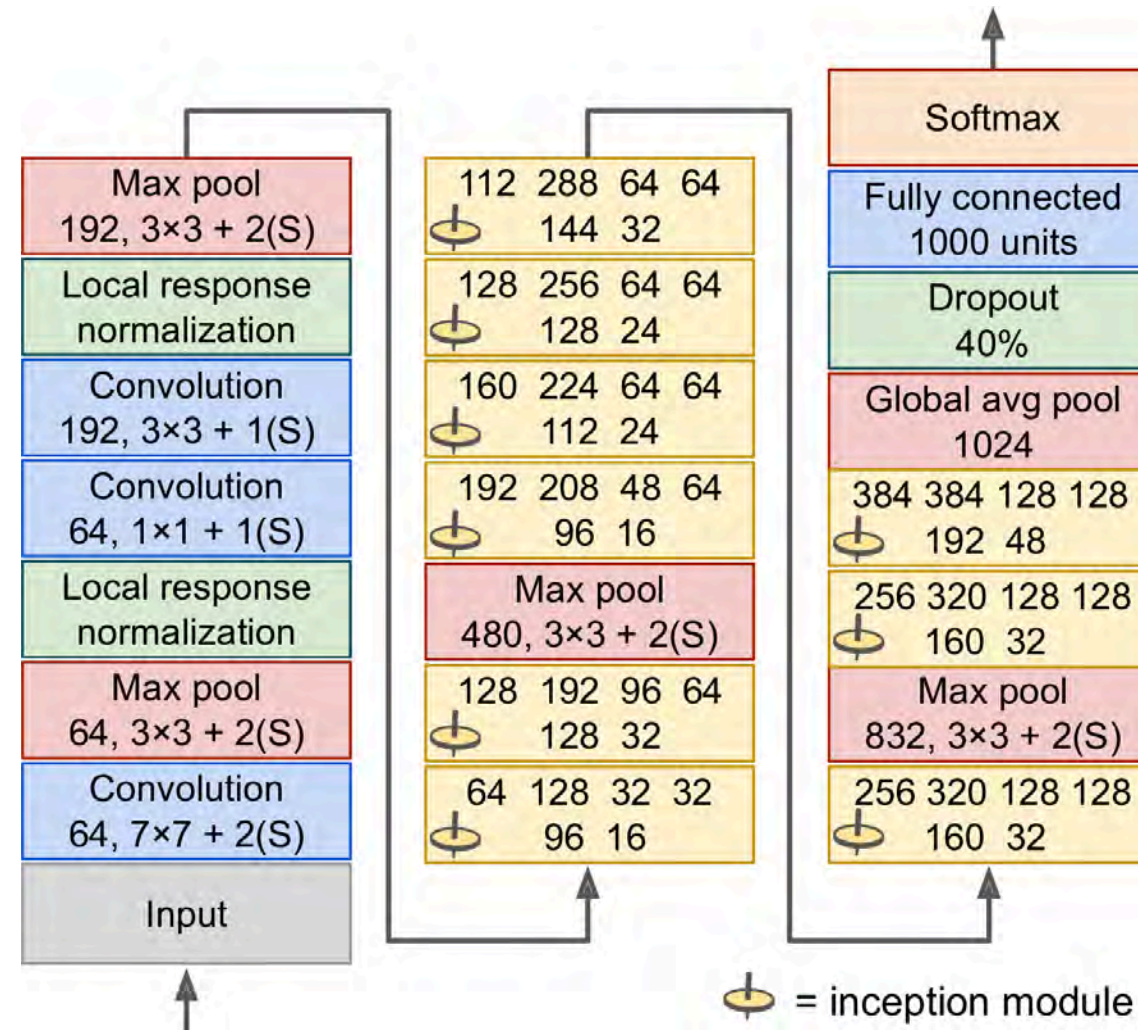 Max pool
192, 3×3 + 2(S)
Local response
normalization
Convolution
192, 3×3 + 1(S)
Convolution
64, 1×1 + 1(S)
Local response
normalization
Max pool
64, 3×3 + 2(S)
Convolution
64, 7×7 + 2(S)
Input
112 288 64 64
144 32
128 256 64 64
128 24
160 224 64 64
112 24
192 208 48 64
96 16
Max pool
480, 3×3 + 2(S)
128 192 96 64
128 32
64 128 32 32
96 16
Softmax
Fully connected
1000 units
Dropout
40%
Global avg pool
1024
384 384 128 128
192 48
256 320 128 128
160 32
Max pool
832, 3×3 + 2(S)
256 320 128 128
160 32
= inception module